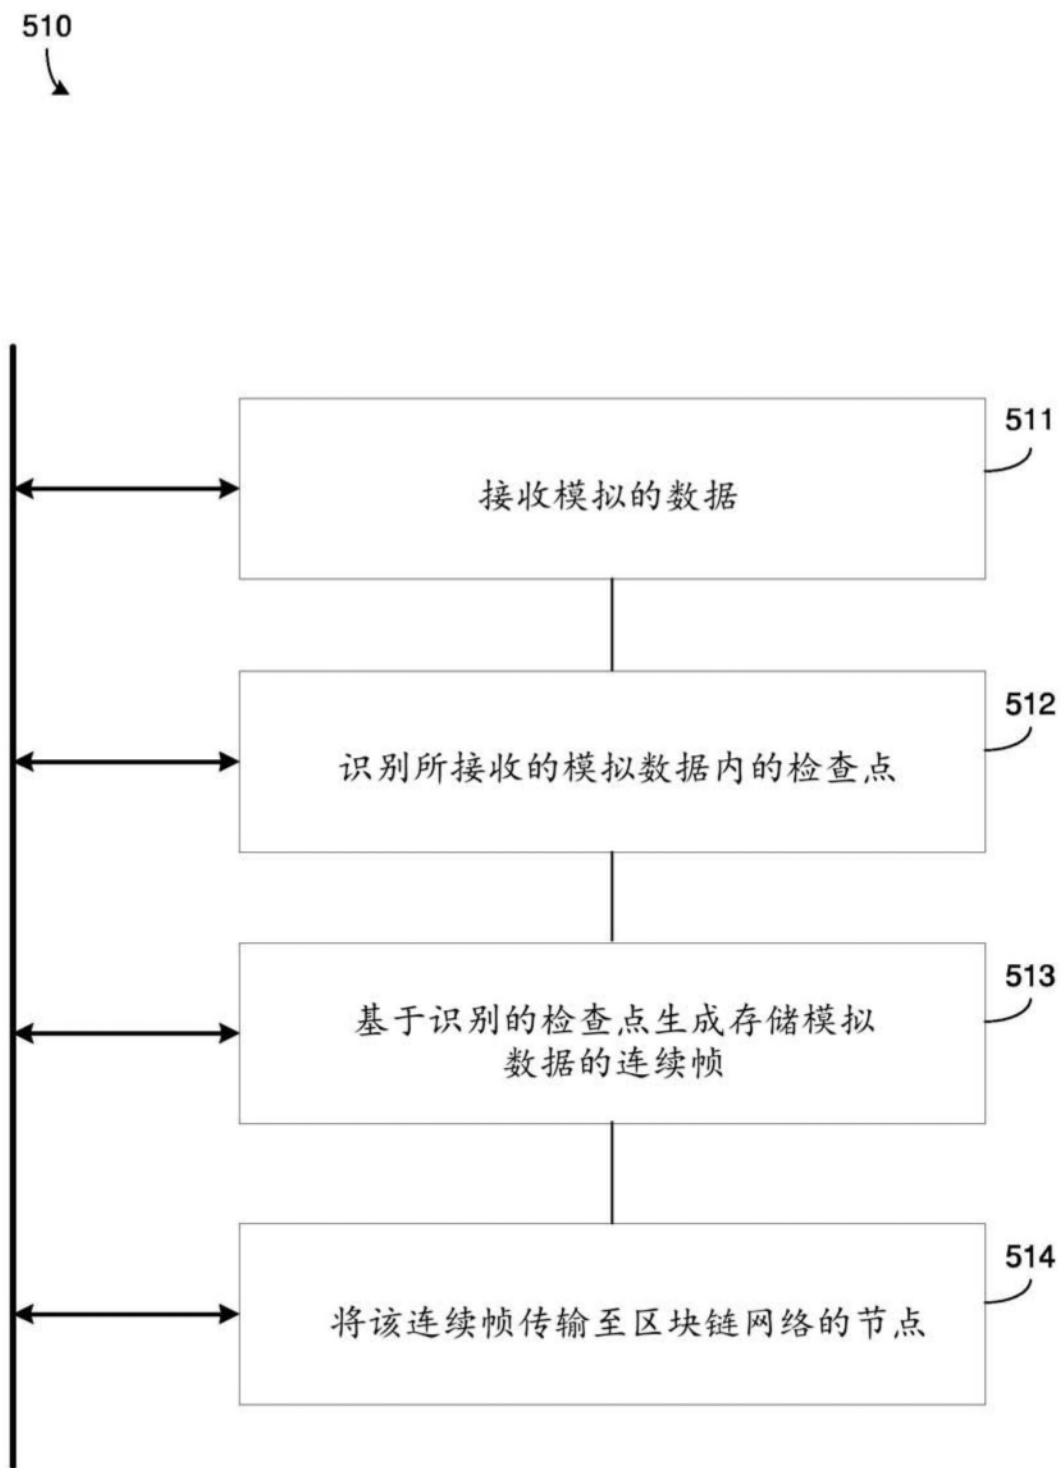 510
511
接收模拟的数据
512
识别所接收的模拟数据内的检查点
513
基于识别的检查点生成存储模拟
数据的连续帧
514
将该连续帧传输至区块链网络的节点